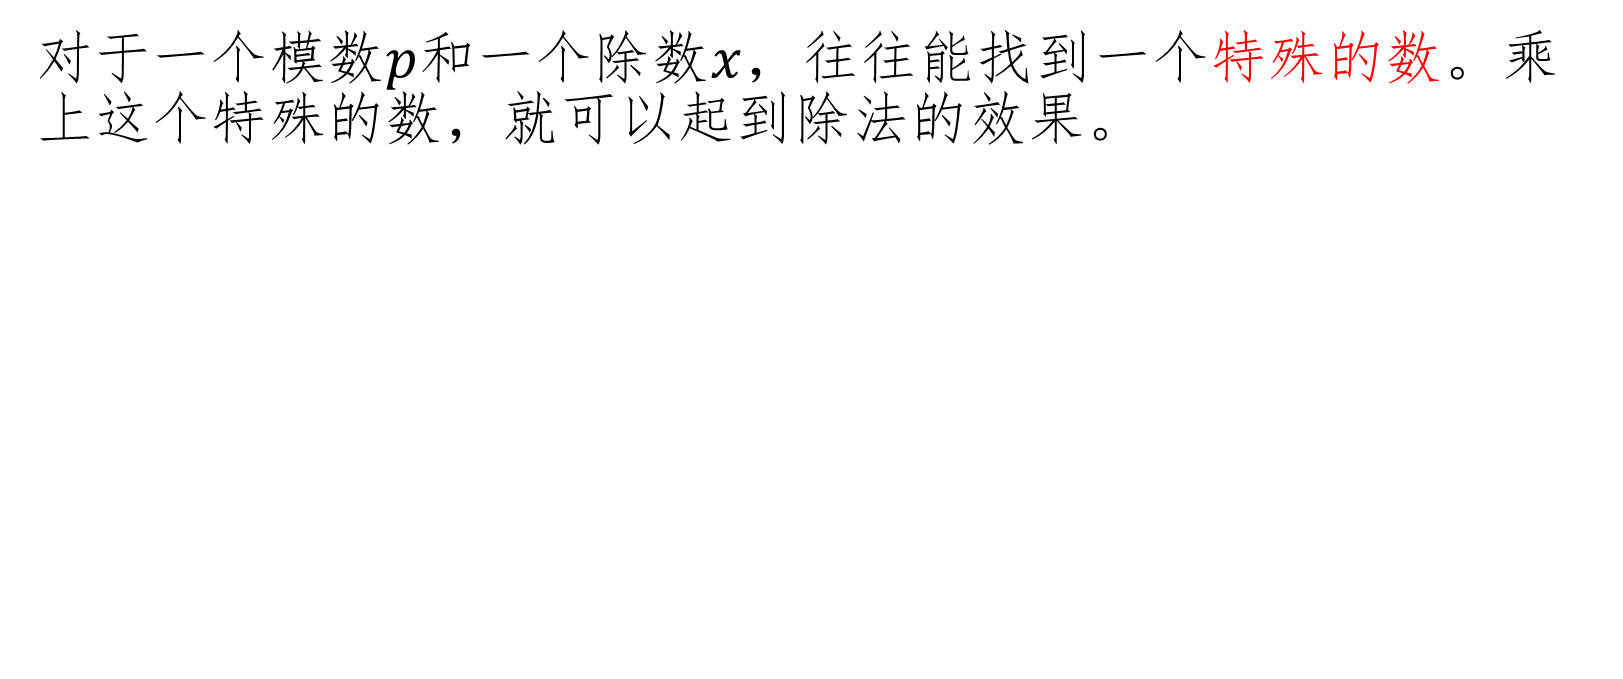 对于一个模数p和一个除数x，往往能找到一个特殊的数。乘
上这个特殊的数，就可以起到除法的效果。